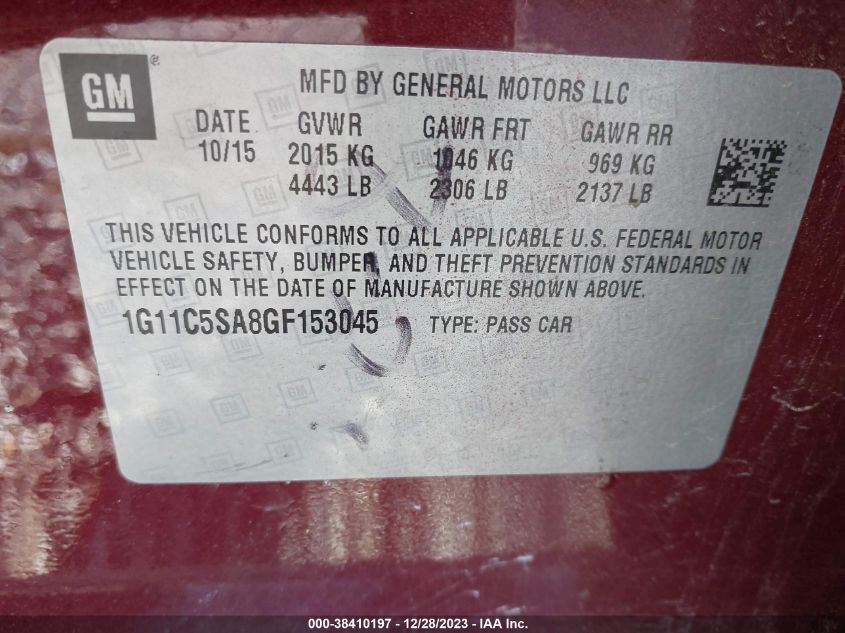 GM ®
MFD BY GENERAL MOTORS LLC
DATE GVWR GAWR FRT GAWR RR
10/15 2015 KG 1046 KG 969 KG
4443 LB 2306 LB 2137 LB
THIS VEHICLE CONFORMS TO ALL APPLICABLE U.S. FEDERAL MOTOR
VEHICLE SAFETY, BUMPER, AND THEFT PREVENTION STANDARDS IN
EFFECT ON THE DATE OF MANUFACTURE SHOWN ABOVE.
1G11C5SA8GF153045 TYPE: PASS CAR
000-38410197 - 12/28/2023 - IAA Inc.